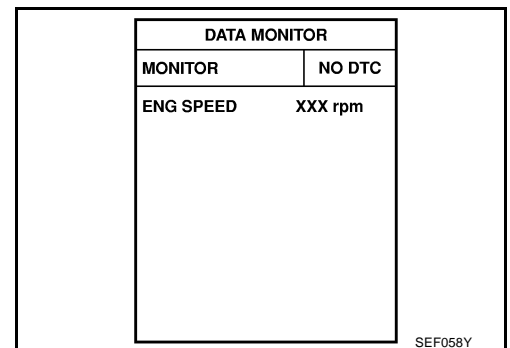 DATA MONITOR
MONITOR NO DTC
ENG SPEED XXX rpm
SEF058Y